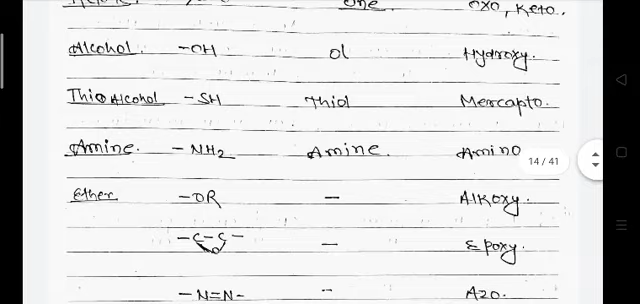 one oxo, Keto.
Alcohol -OH ol Hydroxy.
Thio Alcohol -SH Thiol Mercapto.
Amine. -NH2 Amine. Amino
14 / 41
Ether -OR - Alkoxy.
-C-C- - Epoxy.
O
-N=N- - Azo.